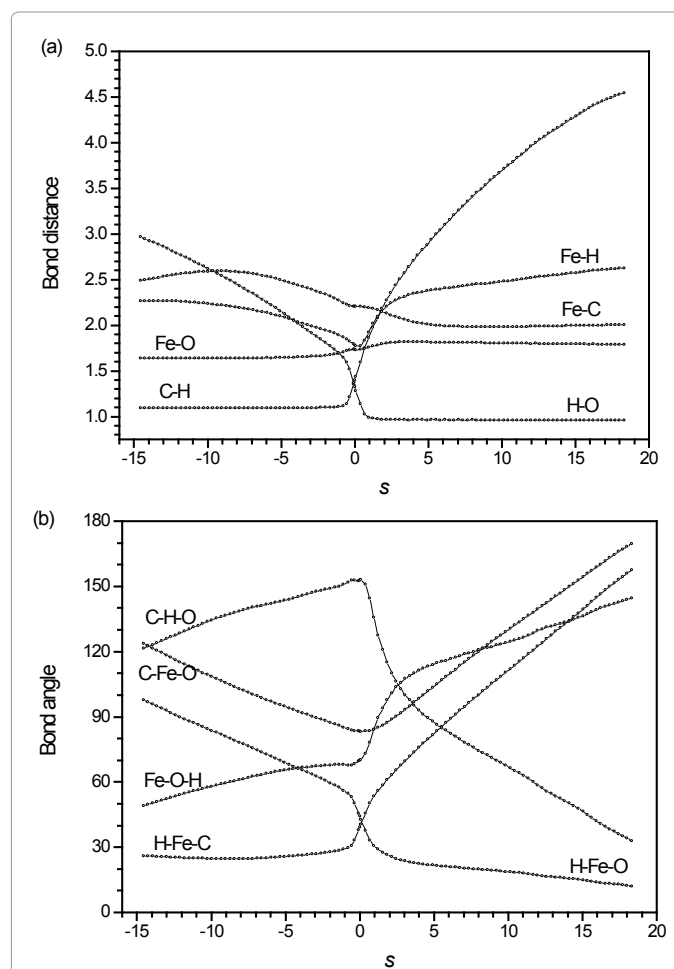 (a)
5.0
4.5
4.0
3.5
3.0
2.5
2.0
1.5
1.0
Bond distance
Fe-H
Fe-C
Fe-O
C-H
H-O
-15 -10 -5 0 5 10 15 20
s
(b)
180
150
120
90
60
30
0
Bond angle
C-H-O
C-Fe-O
Fe-O-H
H-Fe-C
H-Fe-O
-15 -10 -5 0 5 10 15 20
s